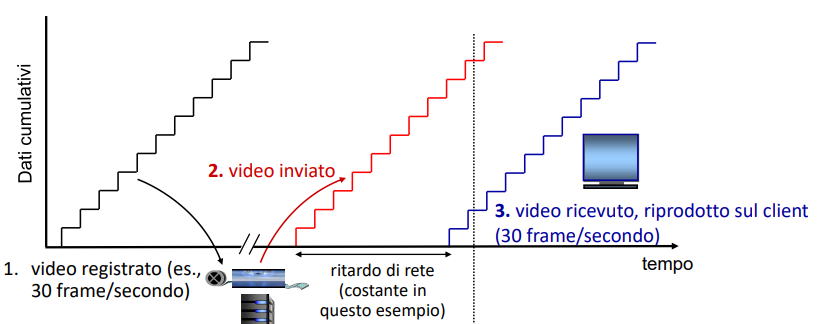 Dati cumulativi
2. video inviato
3. video ricevuto, riprodotto sul client
(30 frame/secondo)
tempo
1. video registrato (es.,
30 frame/secondo)
ritardo di rete
(costante in
questo esempio)